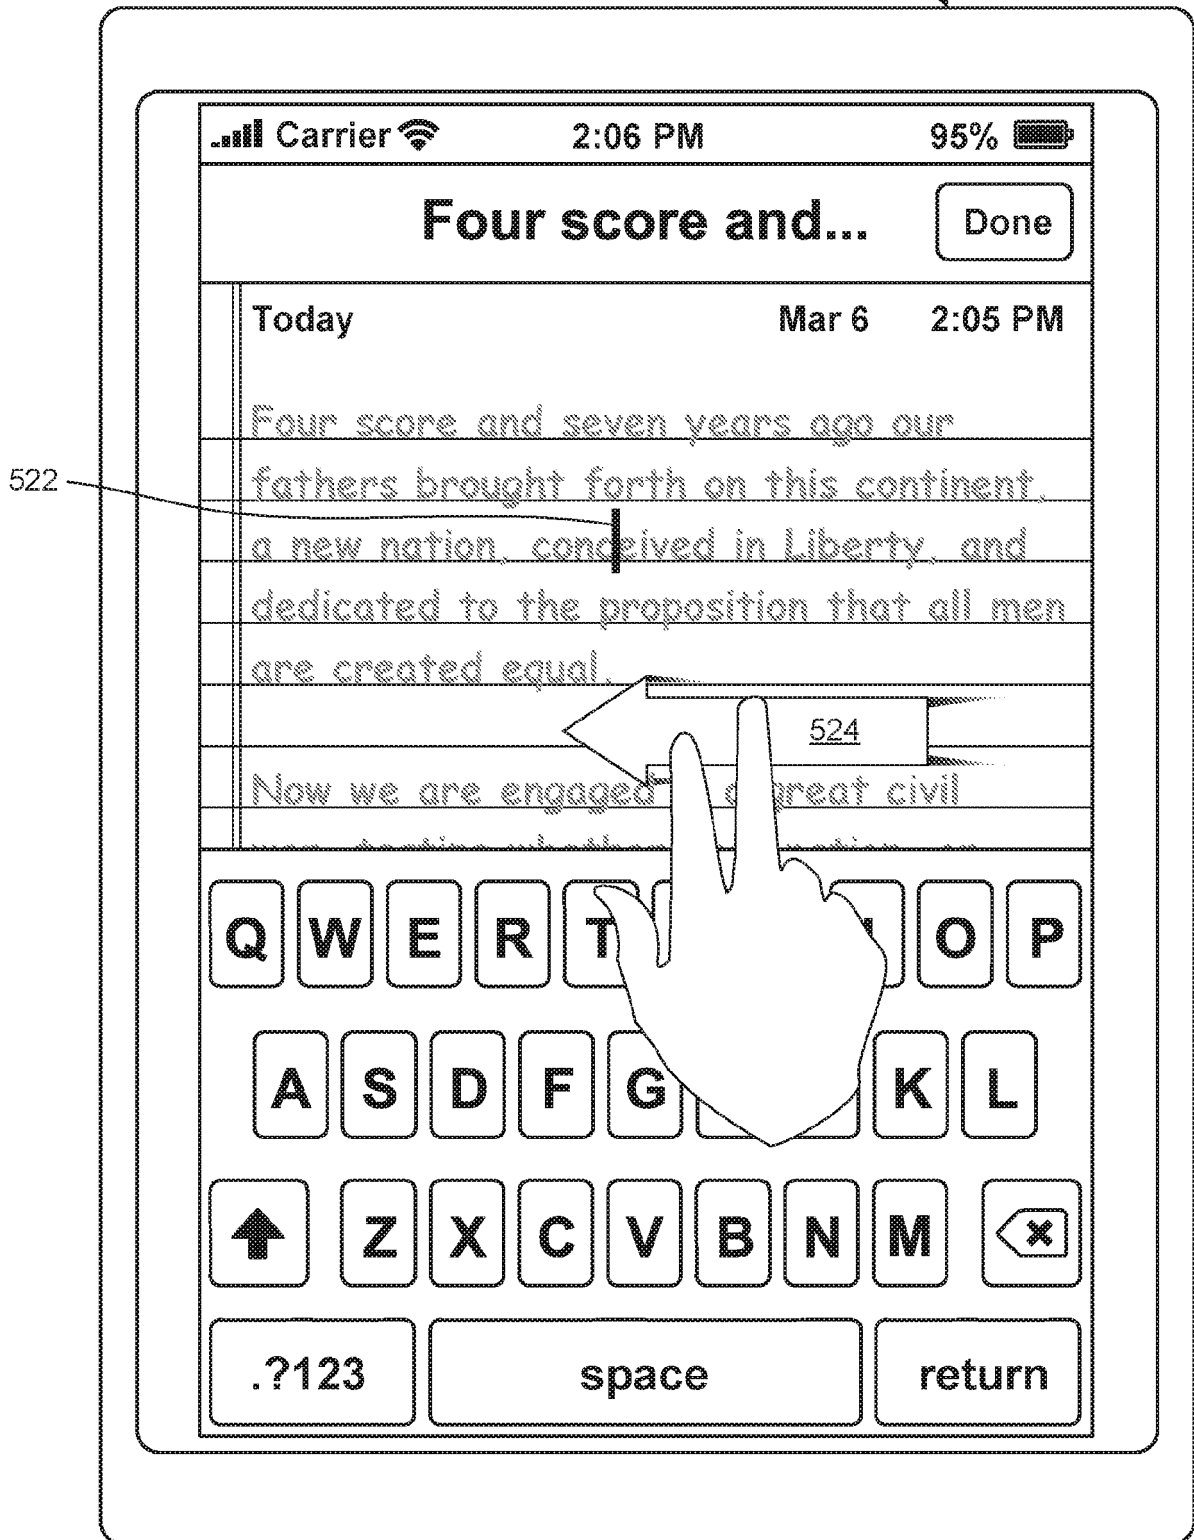 Carrier 2:06 PM 95%
Four score and... Done
Today Mar 6 2:05 PM
Four score and seven years ago our
522
fathers brought forth on this continent,
a new nation, conceived in Liberty, and
dedicated to the proposition that all men
are created equal.
524
Now we are engaged great civil
Q W E R T O P
A S D F G K L
Z X C V B N M
.?123 space return